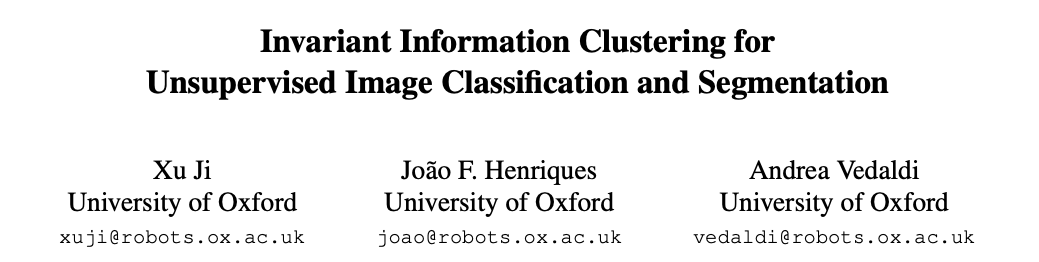 Invariant Information Clustering for
Unsupervised Image Classification and Segmentation
Xu Ji
University of Oxford
xuji@robots.ox.ac.uk
João F. Henriques
University of Oxford
joao@robots.ox.ac.uk
Andrea Vedaldi
University of Oxford
vedaldi@robots.ox.ac.uk